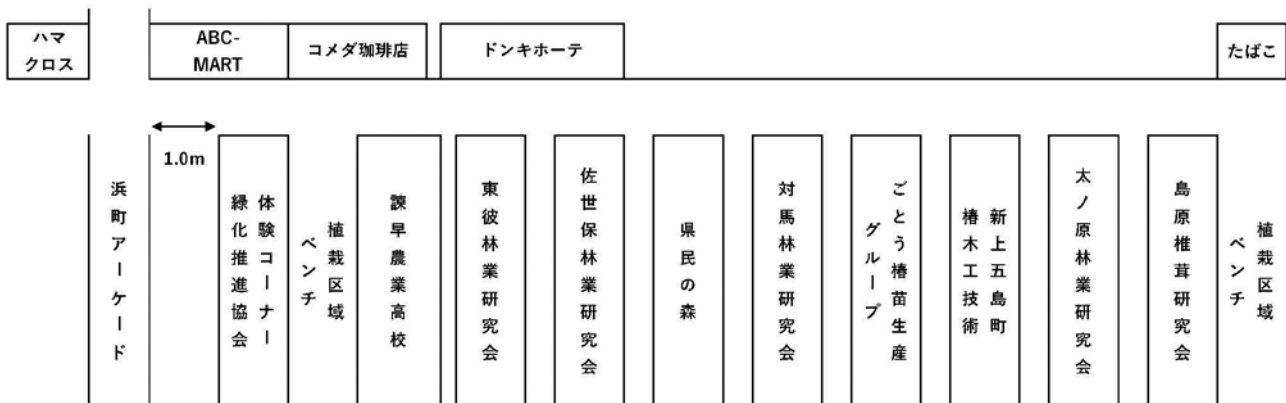 ハマ
クロス
ABC-
MART
コメダ珈琲店
ドンキホーテ
たばこ
1.0m
浜町アーケード
体験コーナー
緑化推進協会
植栽区域
ベンチ
諫早農業高校
東彼林業研究会
佐世保林業研究会
県民の森
対馬林業研究会
ごとう椿苗生産
グループ
新上五島町
椿木工技術
太ノ原林業研究会
島原椎茸研究会
植栽区域
ベンチ